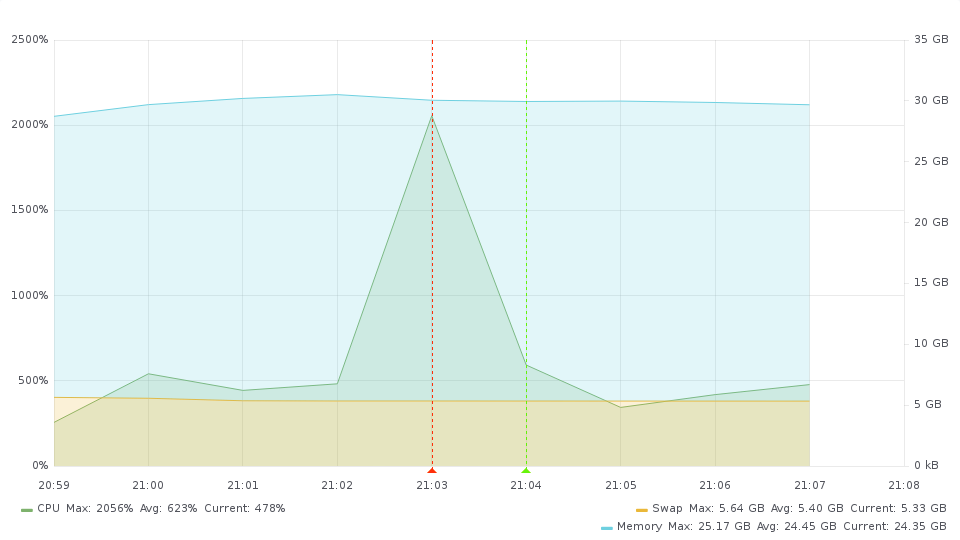 2500%
2000%
1500%
1000%
500%
0%
35 GB
30 GB
25 GB
20 GB
15 GB
10 GB
5 GB
0 kB
20:59 21:00 21:01 21:02 21:03 21:04 21:05 21:06 21:07 21:08
CPU Max: 2056% Avg: 623% Current: 478%
Swap Max: 5.64 GB Avg: 5.40 GB Current: 5.33 GB
Memory Max: 25.17 GB Avg: 24.45 GB Current: 24.35 GB